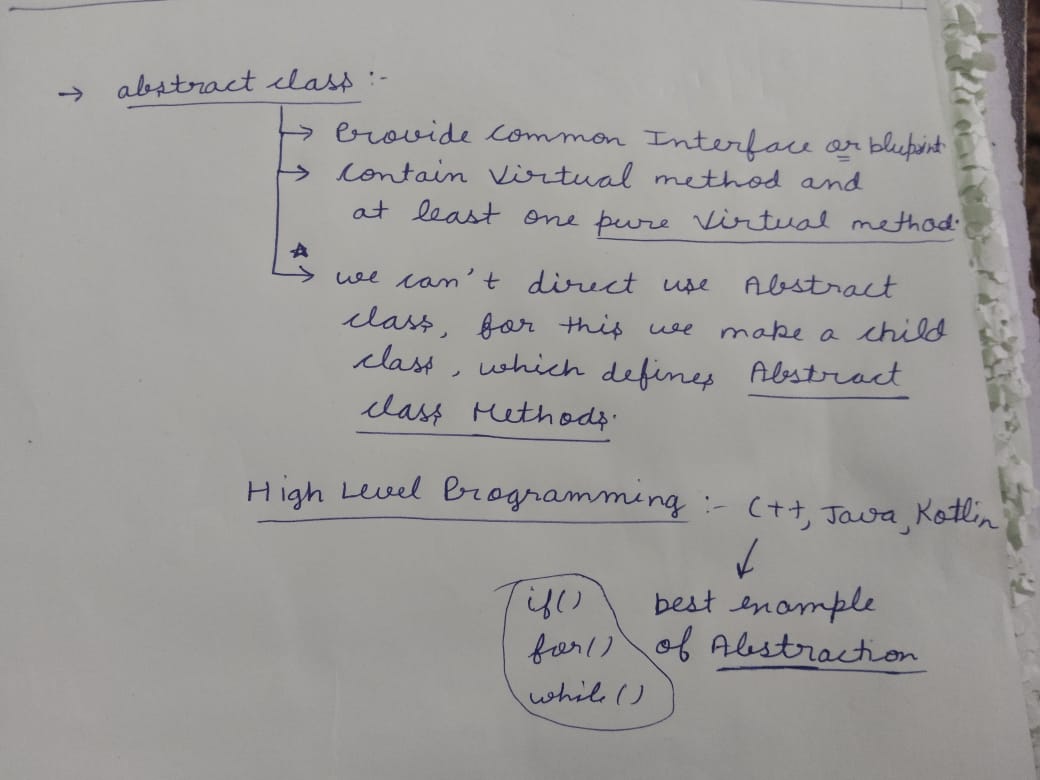 → abstract class :-
→ Provide common Interface or bluprint
→ contain Virtual method and
at least one pure Virtual method.
☆ → we can't direct use Abstract
class, for this we make a child
class, which defines Abstract
class Methods.
High Level Programming :- C++, Java, Kotlin
↓
if() best example
for() of Abstraction
while()